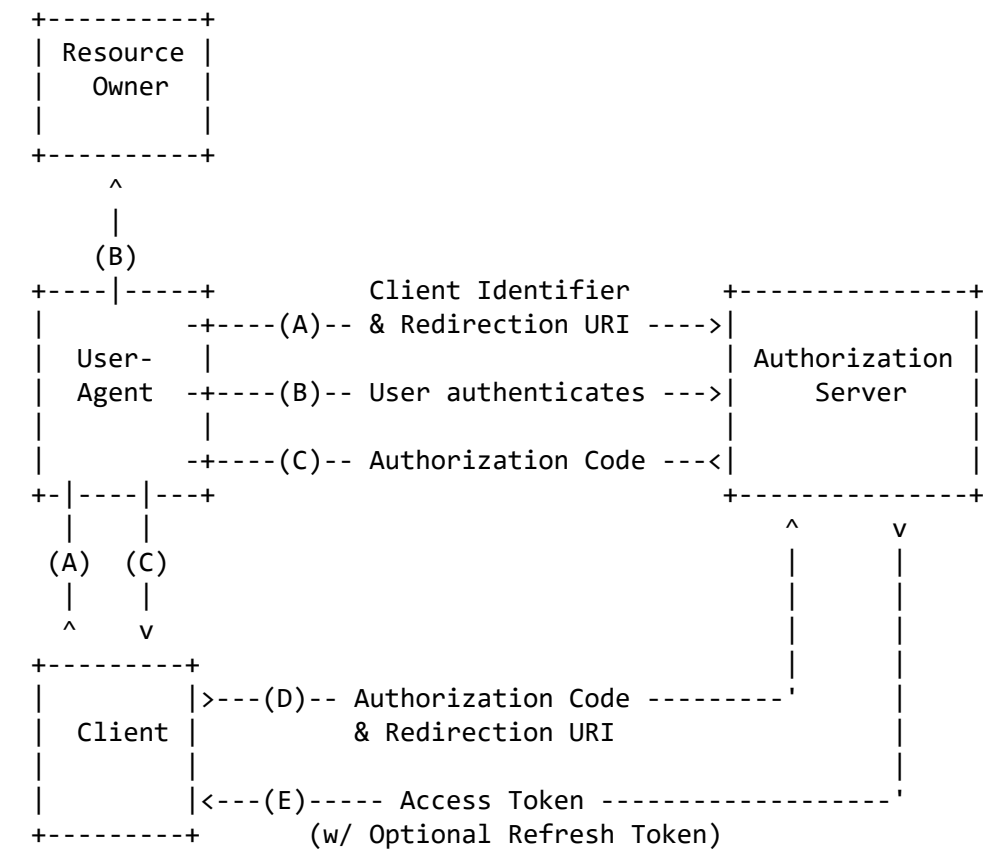 Resource
Owner
(B)
Client Identifier
(A) & Redirection URI
User-
Authorization
Agent (B) User authenticates Server
(C) Authorization Code
(A) (C)
(D) Authorization Code
Client & Redirection URI
(E) Access Token
(w/ Optional Refresh Token)